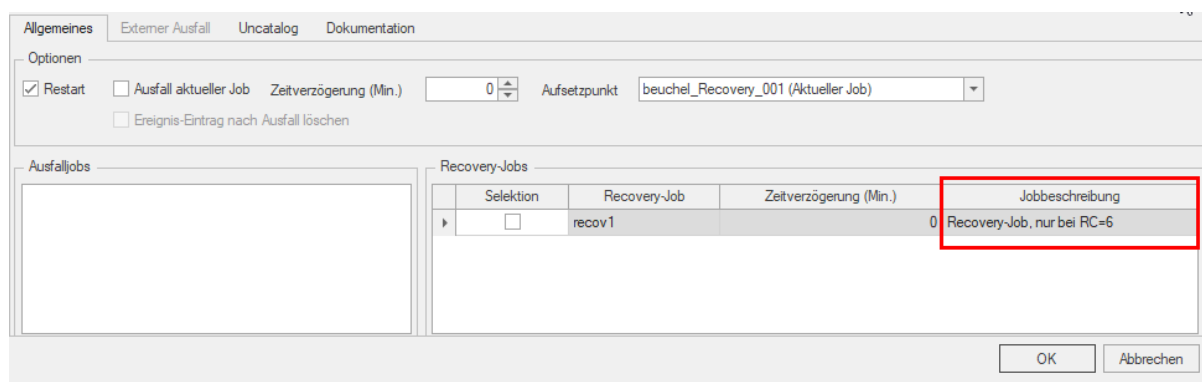 Allgemeines Externer Ausfall Uncatalog Dokumentation
Optionen
Restart Ausfall aktueller Job Zeitverzögerung (Min.) 0 Aufsetzpunkt beuchel_Recovery_001 (Aktueller Job)
Ereignis-Eintrag nach Ausfall löschen
Ausfalljobs Recovery-Jobs
Selektion Recovery-Job Zeitverzögerung (Min.) Jobbeschreibung
recov1 0 Recovery-Job, nur bei RC=6
OK Abbrechen